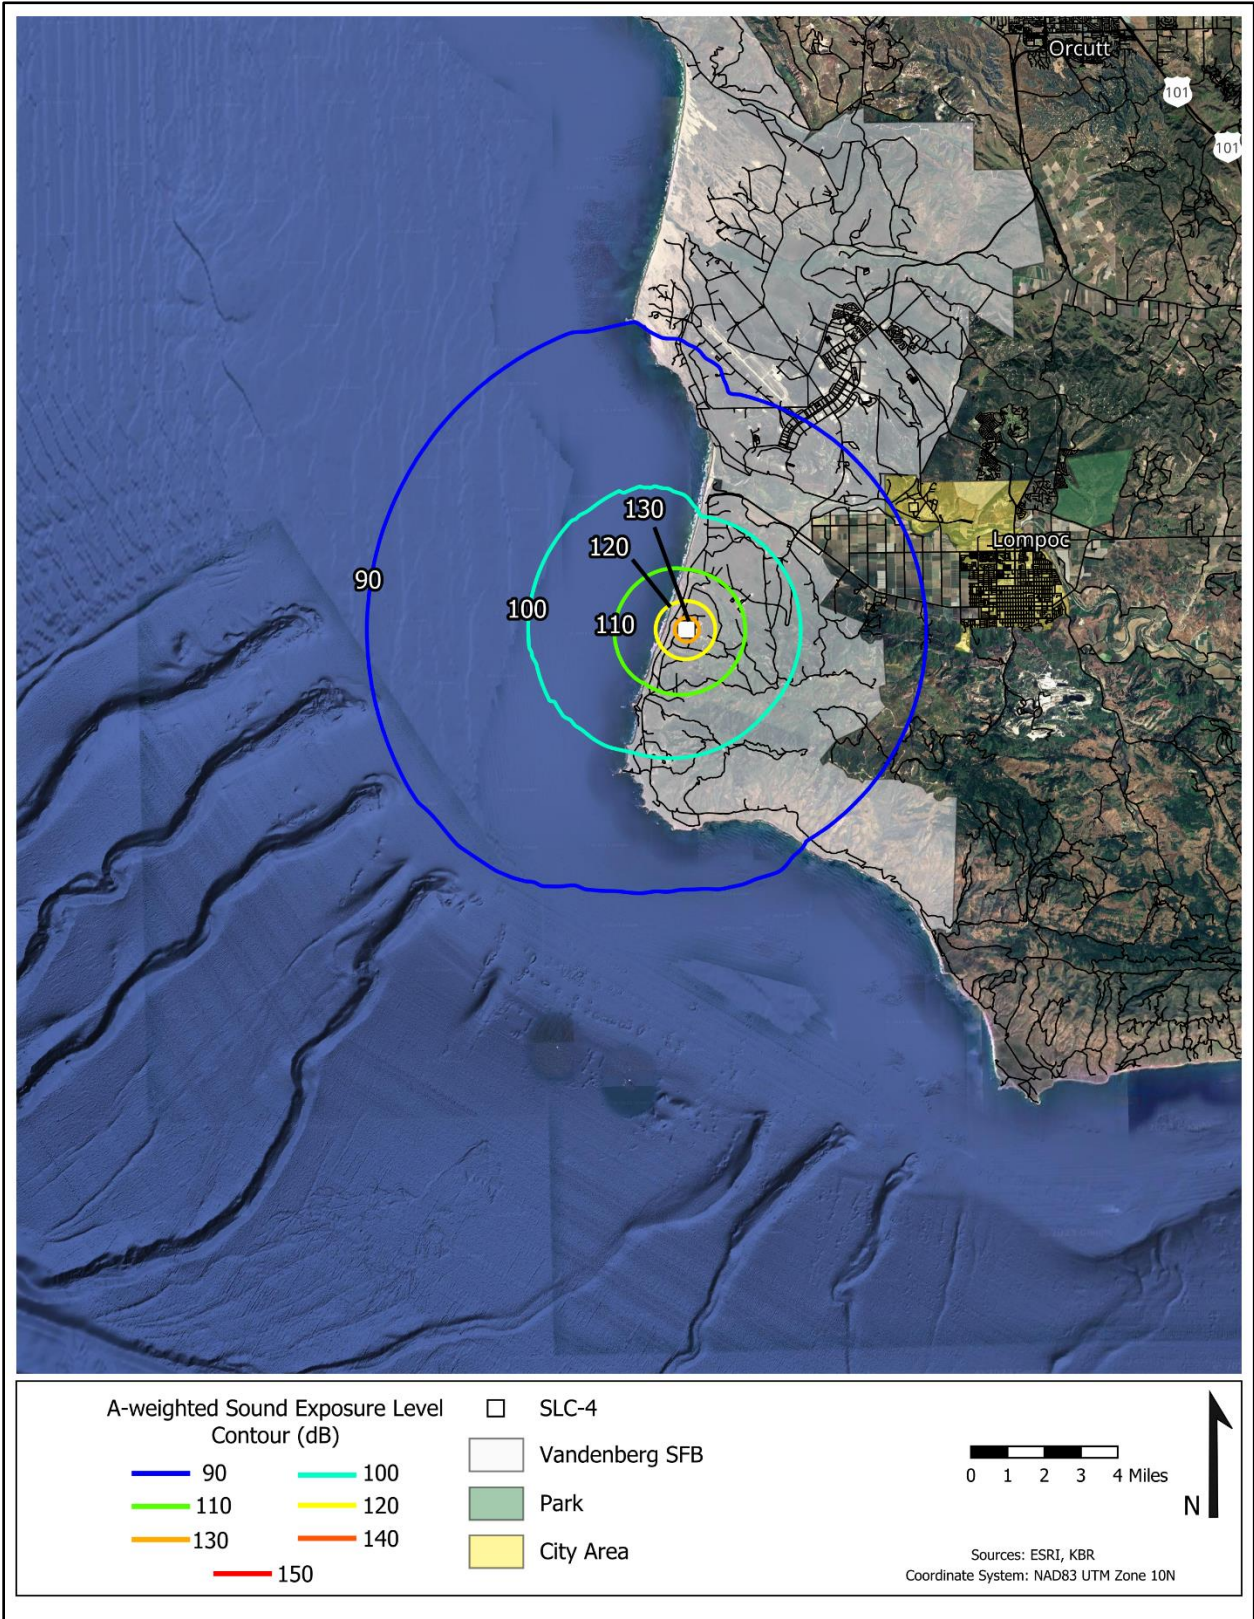 Orcutt
101
101
130
120
Lompoc
90
100
110
A-weighted Sound Exposure Level
Contour (dB)
90
100
110
120
130
140
150
SLC-4
Vandenberg SFB
Park
City Area
0 1 2 3 4 Miles
N
Sources: ESRI, KBR
Coordinate System: NAD83 UTM Zone 10N